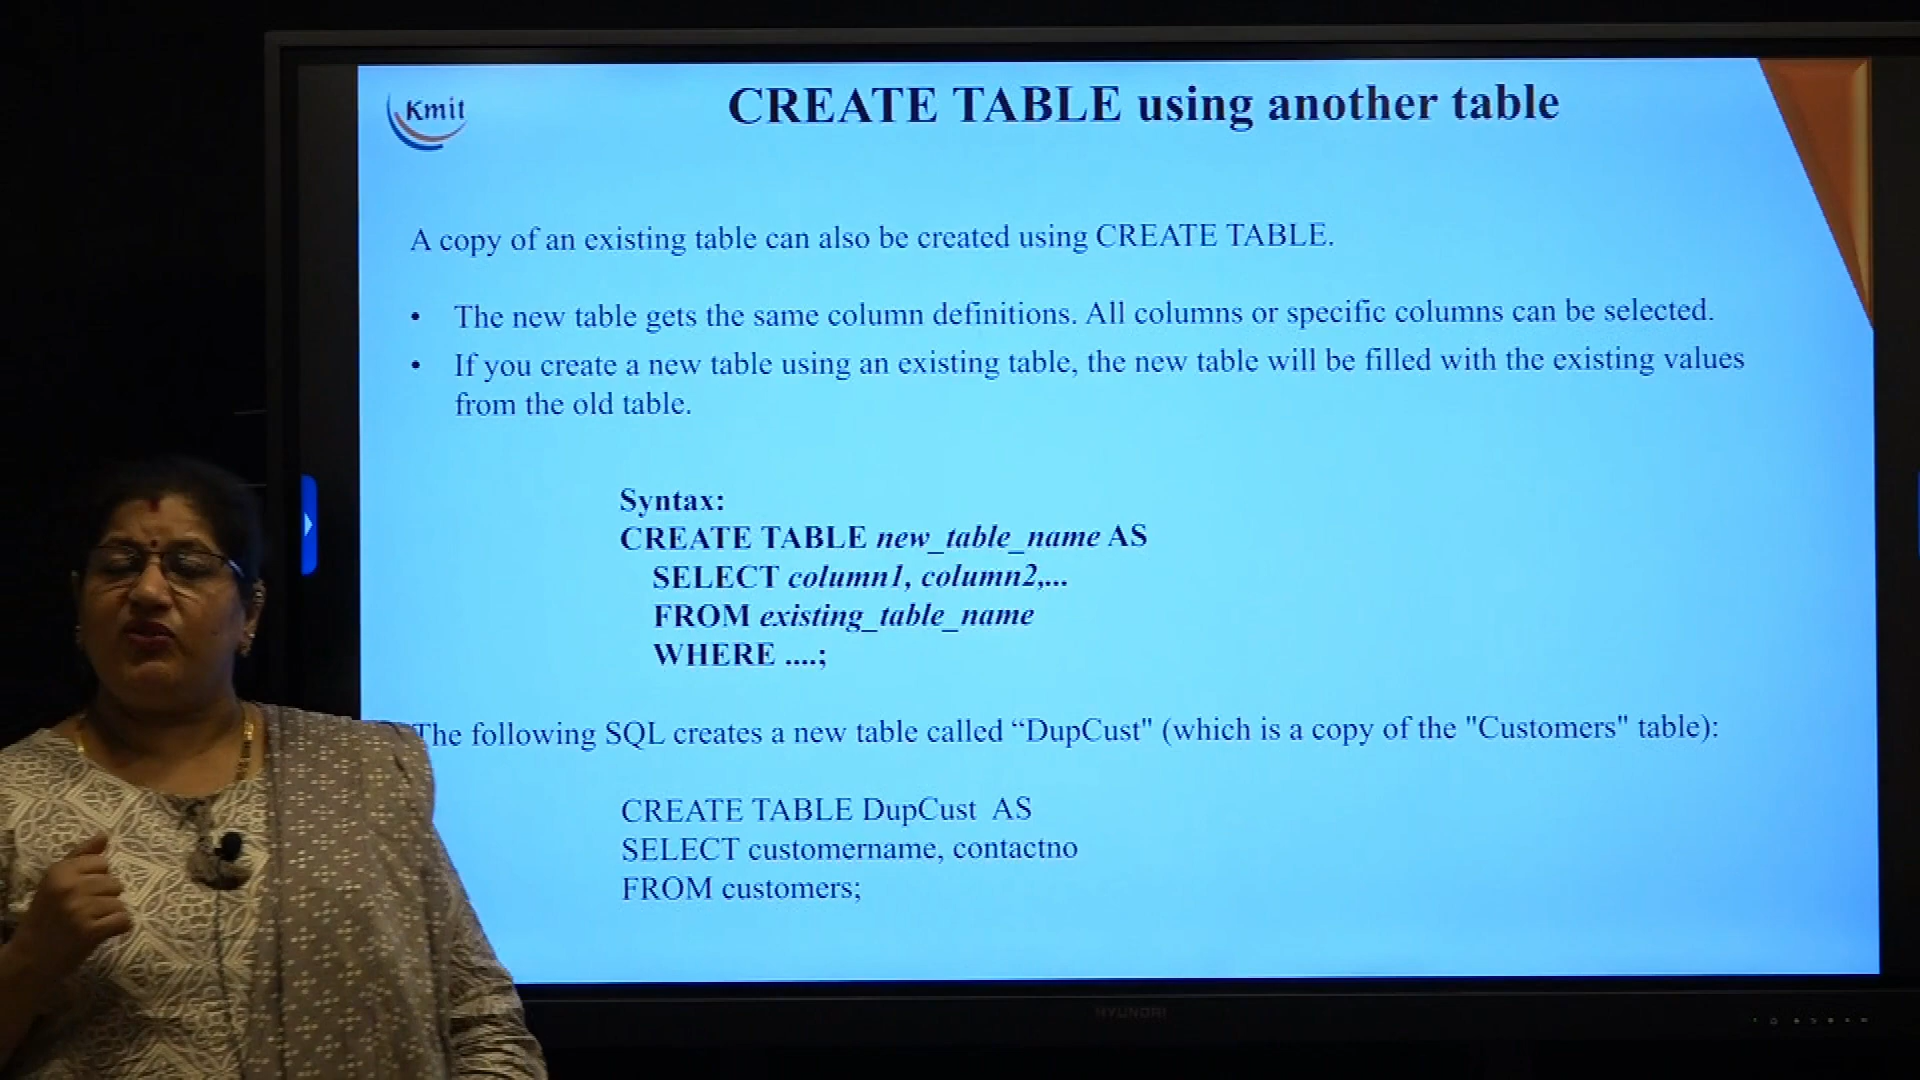 Kmit
CREATE TABLE using another table
A copy of an existing table can also be created using CREATE TABLE.
• The new table gets the same column definitions. All columns or specific columns can be selected.
• If you create a new table using an existing table, the new table will be filled with the existing values
from the old table.
Syntax:
CREATE TABLE new_table_name AS
SELECT column1, column2,...
FROM existing_table_name
WHERE ....;
The following SQL creates a new table called “DupCust" (which is a copy of the "Customers" table):
CREATE TABLE DupCust AS
SELECT customername, contactno
FROM customers;
HYUNDAI